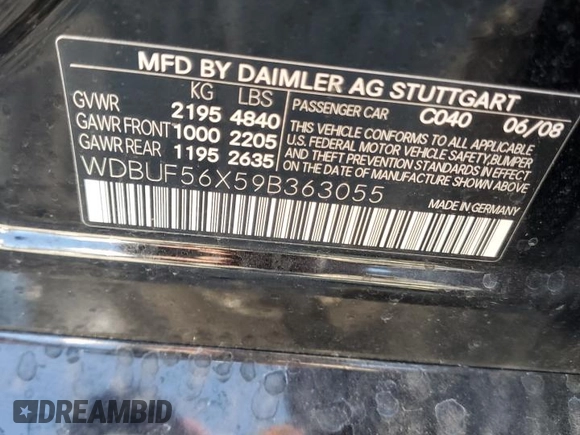 MFD BY DAIMLER AG STUTTGART
KG LBS
GVWR 2195 4840
GAWR FRONT 1000 2205
GAWR REAR 1195 2635
PASSENGER CAR C040 06/08
THIS VEHICLE CONFORMS TO ALL APPLICABLE
U.S. FEDERAL MOTOR VEHICLE SAFETY, BUMPER
AND THEFT PREVENTION STANDARDS IN EFFECT
ON THE DATE OF MANUFACTURE SHOWN ABOVE.
WDBUF56X59B363055
MADE IN GERMANY
DREAMBID